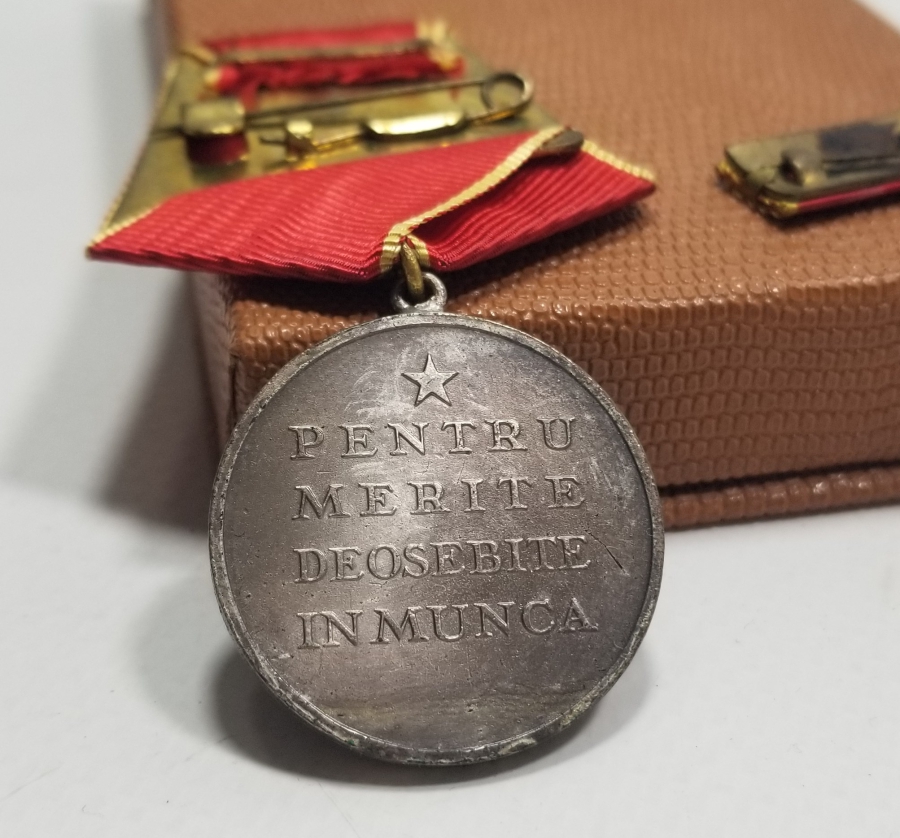 PENTRU
MERITE
DEOSEBITE
IN MUNCA